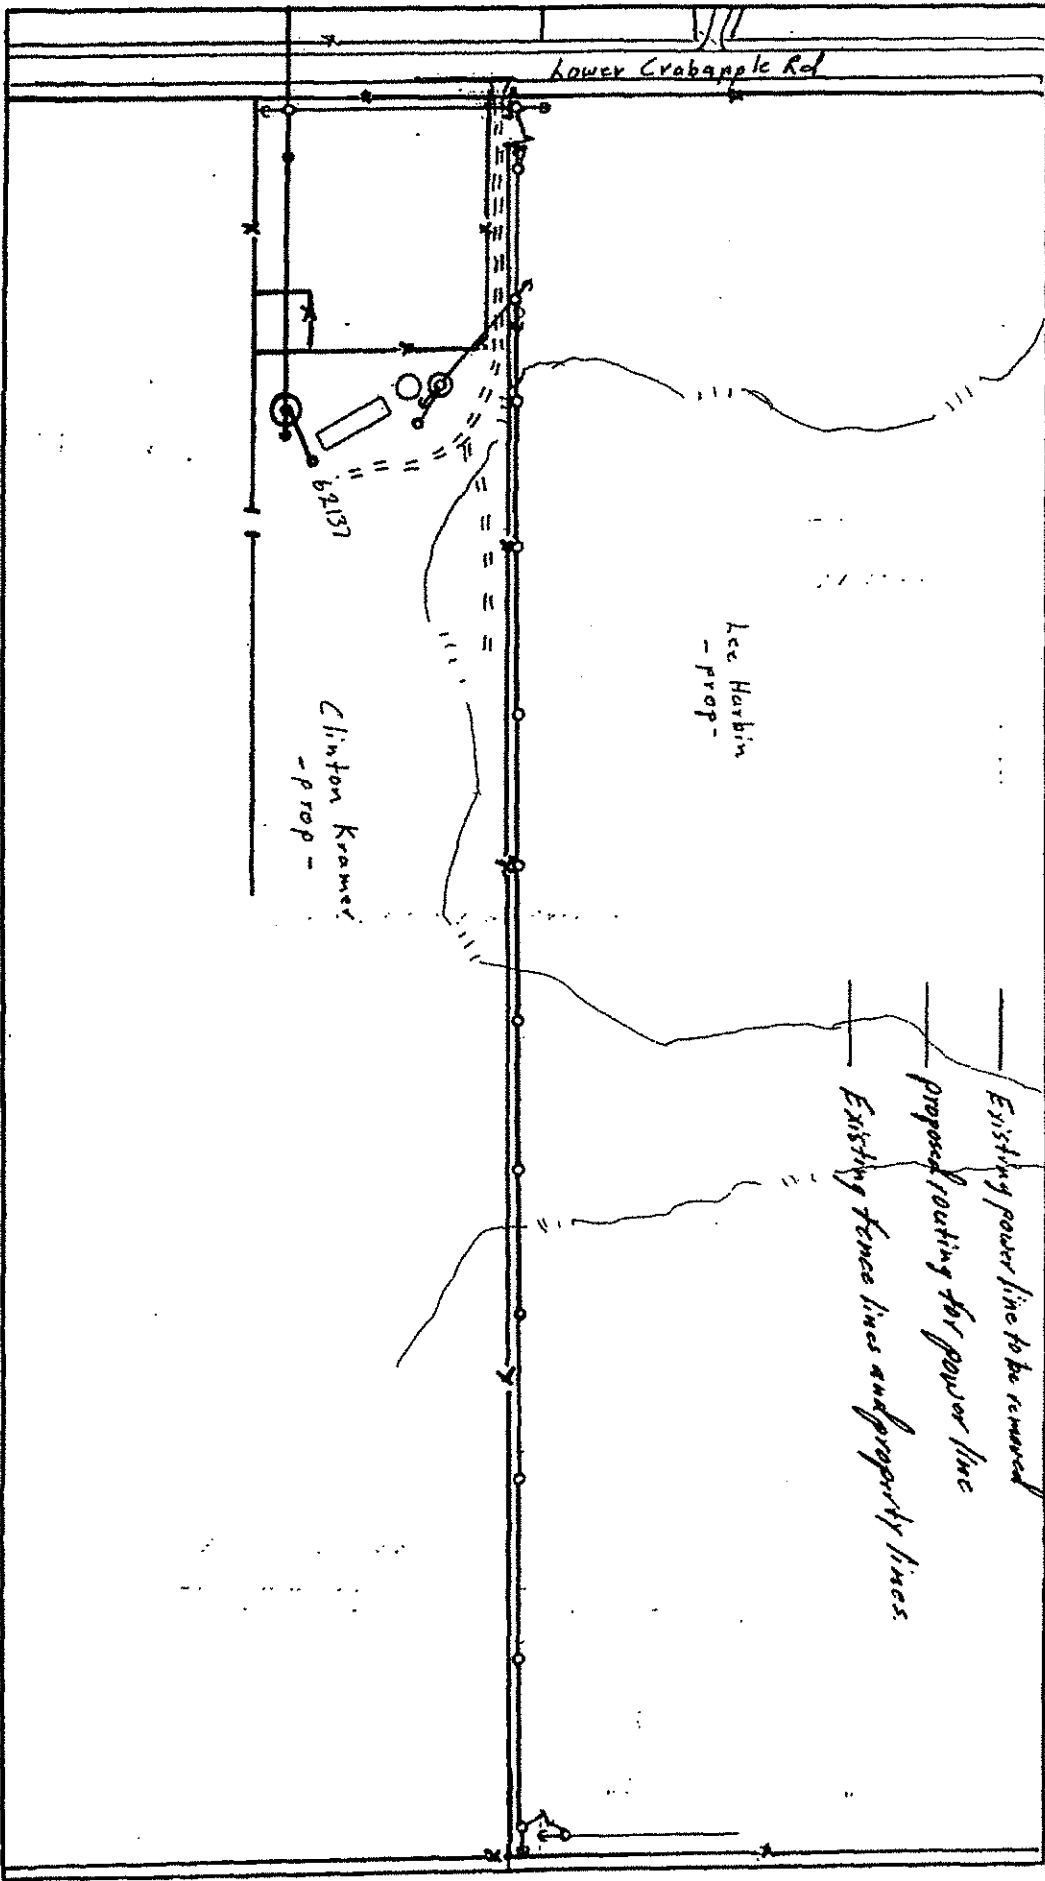 Lower Crabapple Rd
62137
Lee Harbin
- prop -
Clinton Kramer
- prop -
Existing power line to be removed
proposed routing for power line
Existing fence lines and property lines.